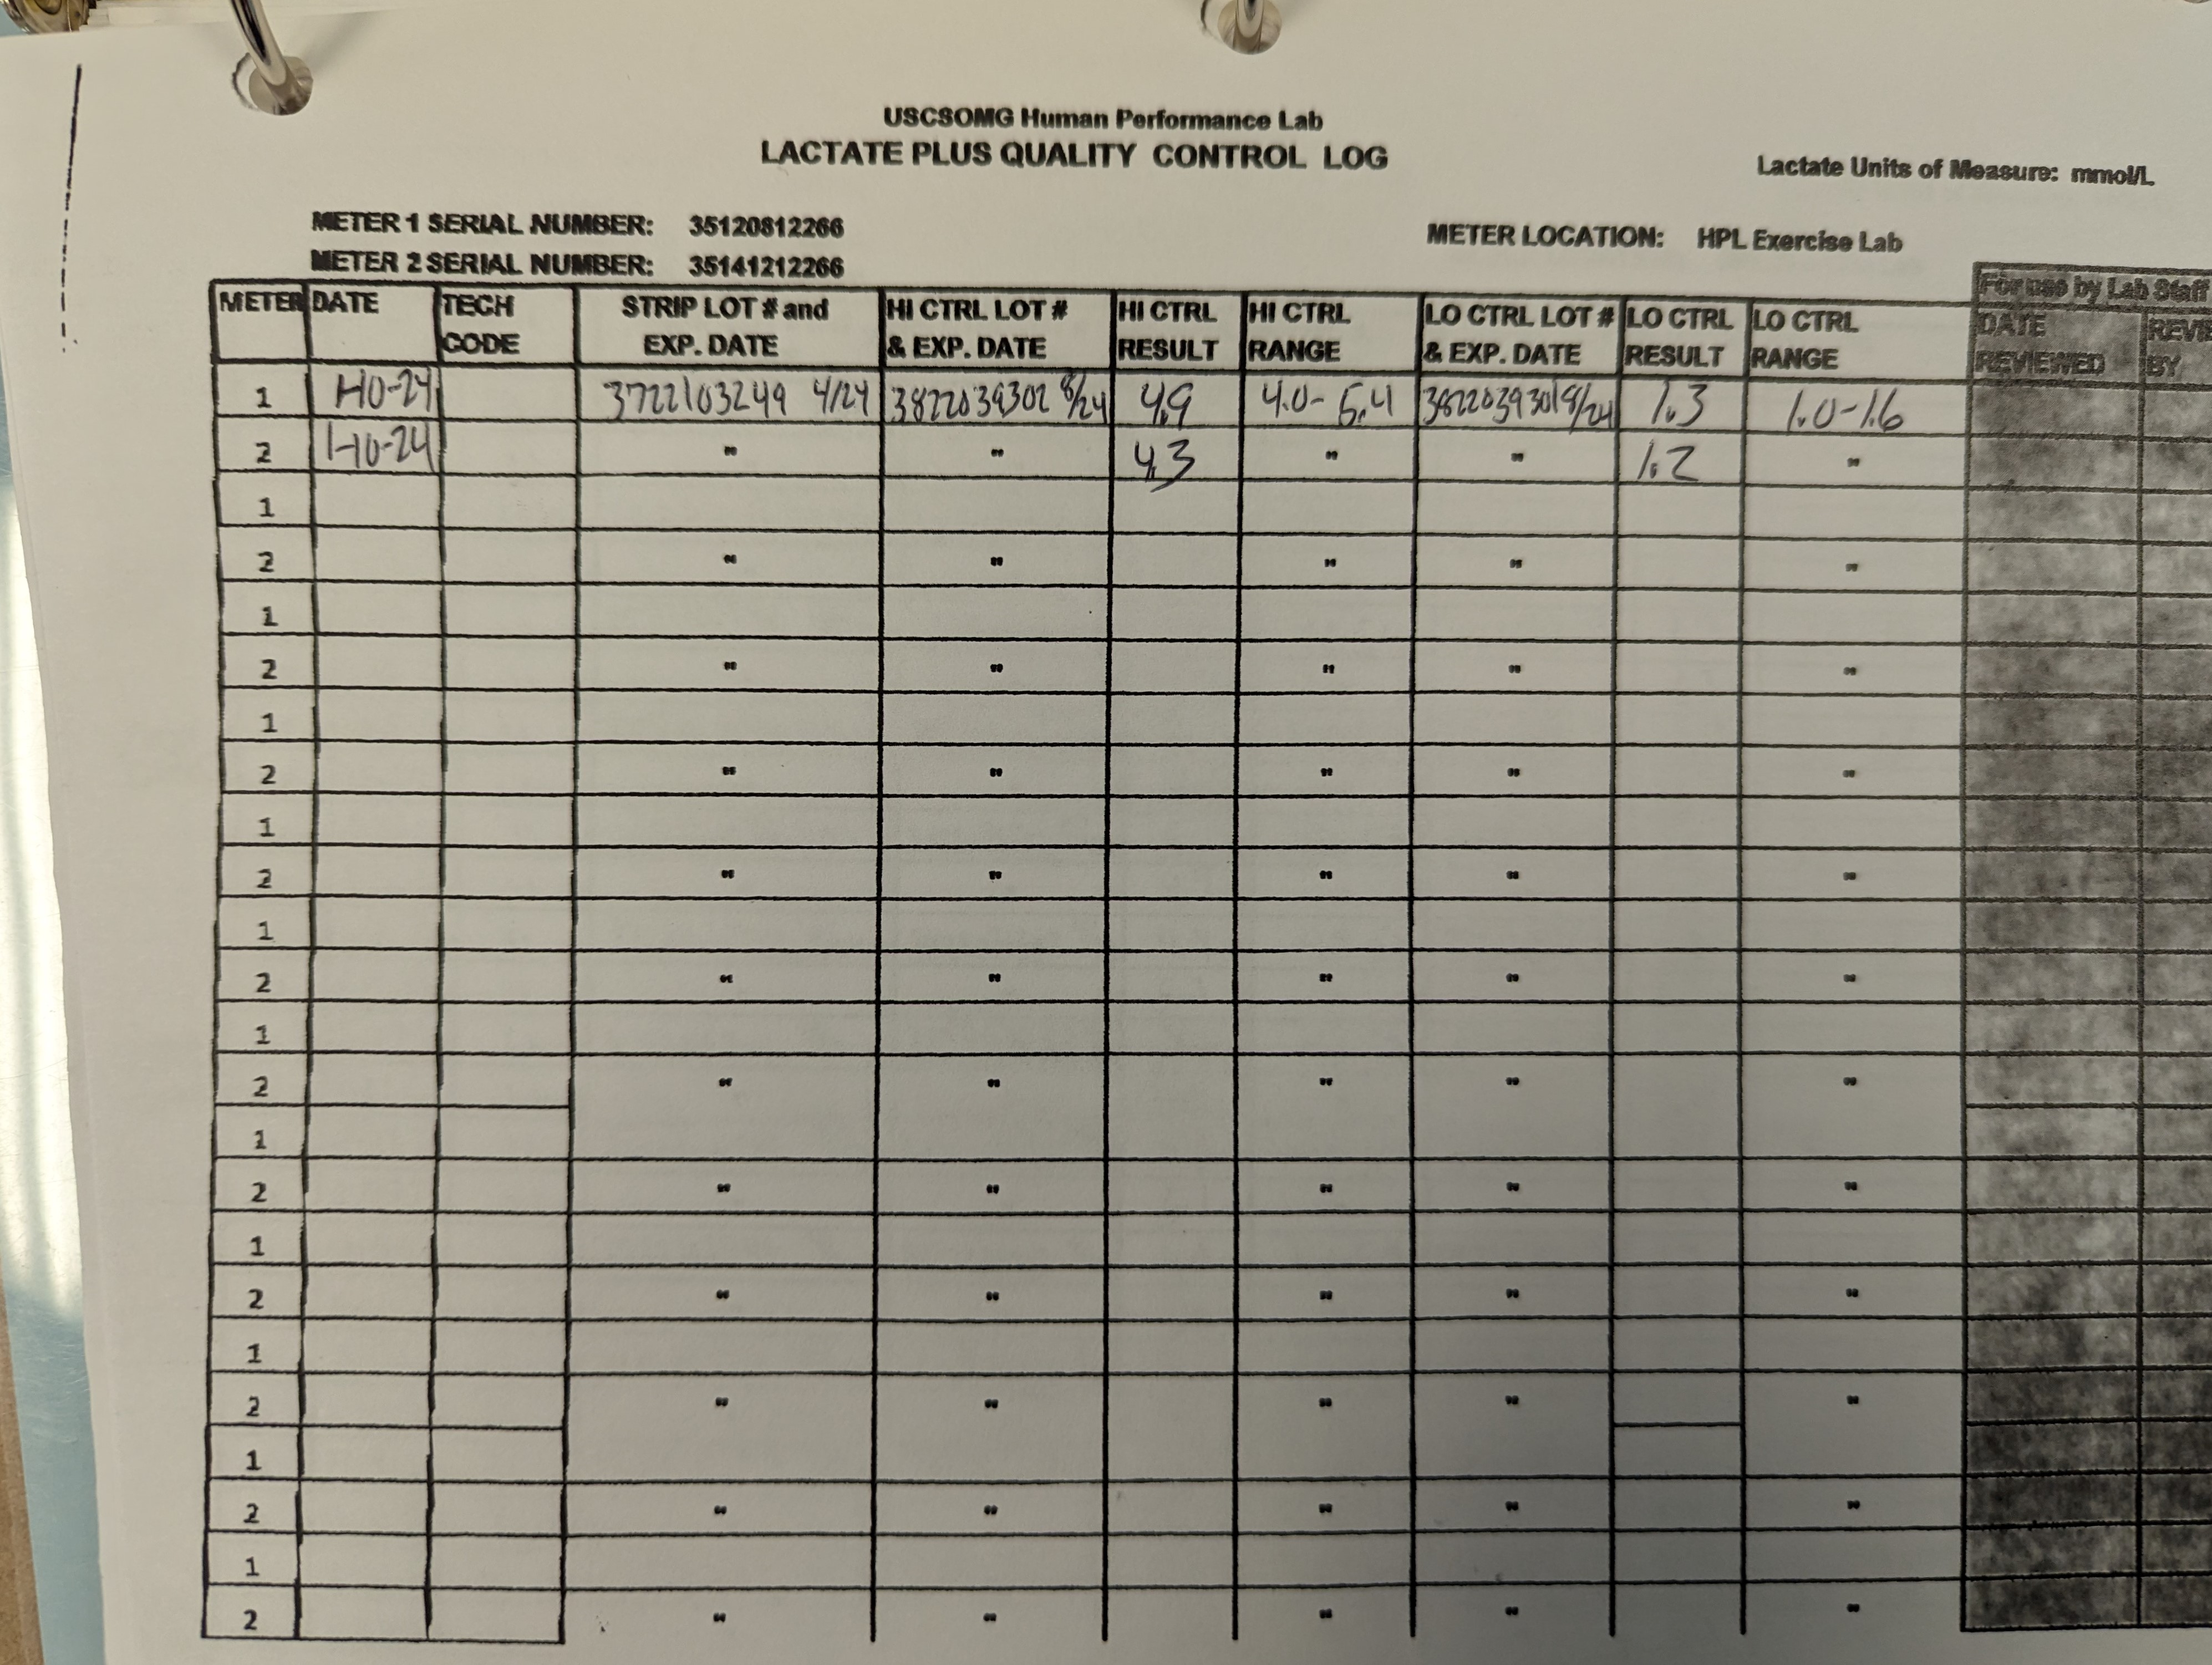 USCSOMG Human Performance Lab
LACTATE PLUS QUALITY CONTROL LOG
Lactate Units of Measure: mmol/L
METER 1 SERIAL NUMBER: 35120812266
METER LOCATION: HPL Exercise Lab
METER 2 SERIAL NUMBER: 35141212266
For use by Lab Staff
METER DATE TECH CODE STRIP LOT # and EXP. DATE HI CTRL LOT # & EXP. DATE HI CTRL RESULT HI CTRL RANGE LO CTRL LOT # & EXP. DATE LO CTRL RESULT LO CTRL RANGE DATE REVIEWED BY
1 1-10-24 3722103249 4/24 3822039302 8/24 4.9 4.0-5.4 3822039301 8/24 1.3 1.0-1.6
2 1-10-24 " " 4.3 " " 1.2 "
1
2 " " " " "
1
2 " " " " "
1
2 " " " " "
1
2 " " " " "
1
2 " " " " "
1
2 " " " " "
1
2 " " " " "
1
2 " " " " "
1
2 " " " " "
1
2 " " " " "
1
2 " " " " "